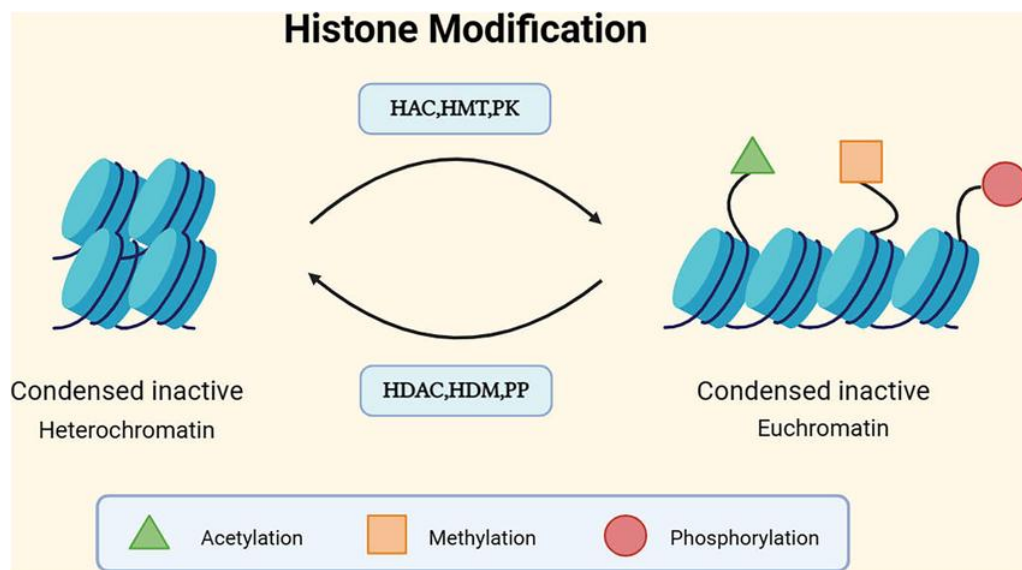 Histone Modification
HAC,HMT,PK
HDAC,HDM,PP
Condensed inactive
Heterochromatin
Condensed inactive
Euchromatin
Acetylation
Methylation
Phosphorylation